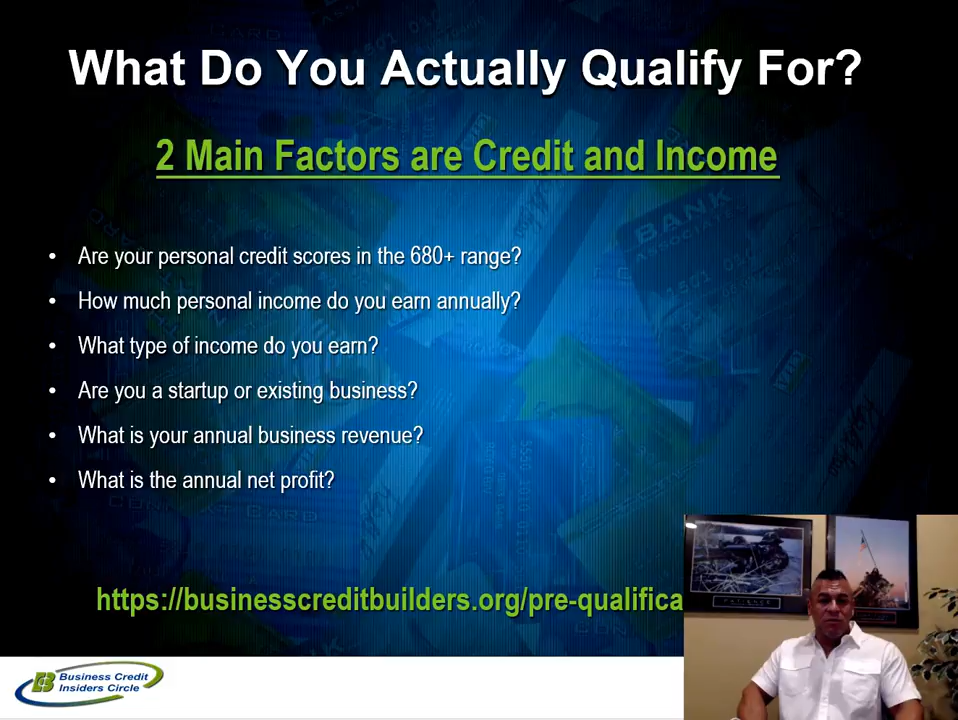 What Do You Actually Qualify For?
2 Main Factors are Credit and Income
• Are your personal credit scores in the 680+ range?
• How much personal income do you earn annually?
• What type of income do you earn?
• Are you a startup or existing business?
• What is your annual business revenue?
• What is the annual net profit?
https://businesscreditbuilders.org/pre-qualifica
PATIENCE
Business Credit
Insiders Circle